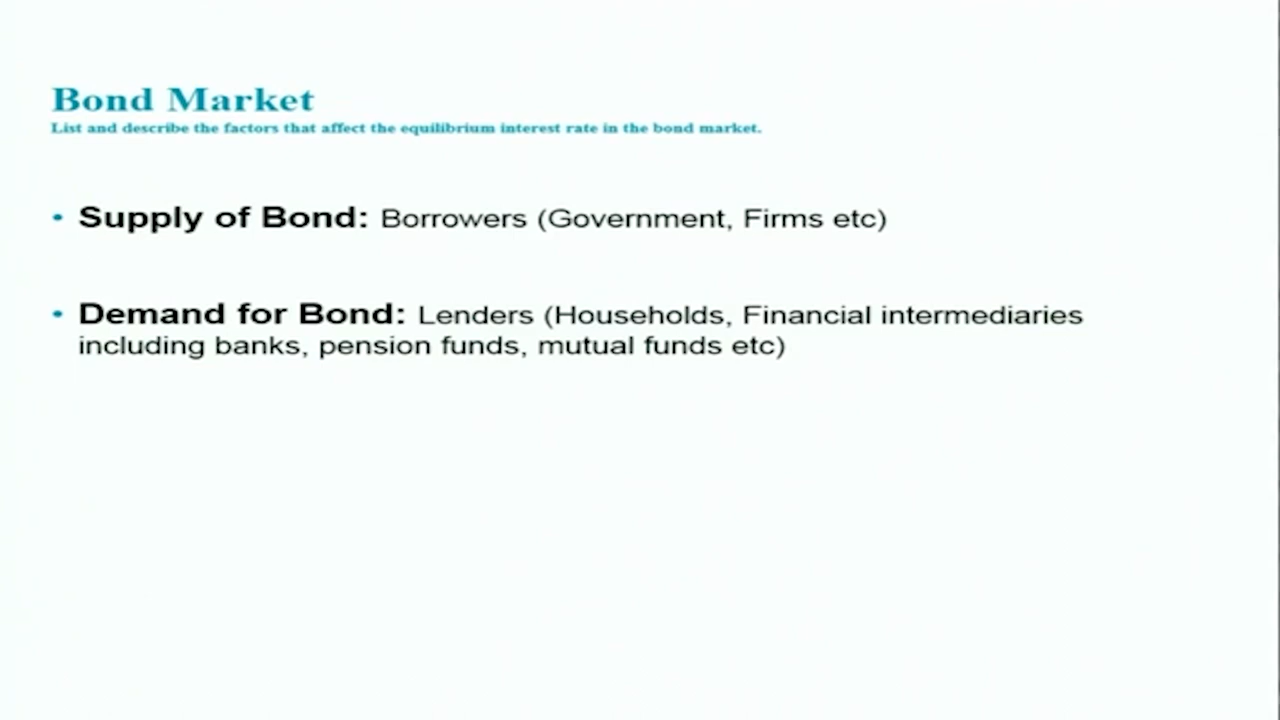 Bond Market
List and describe the factors that affect the equilibrium interest rate in the bond market.
• Supply of Bond: Borrowers (Government, Firms etc)
• Demand for Bond: Lenders (Households, Financial intermediaries
including banks, pension funds, mutual funds etc)